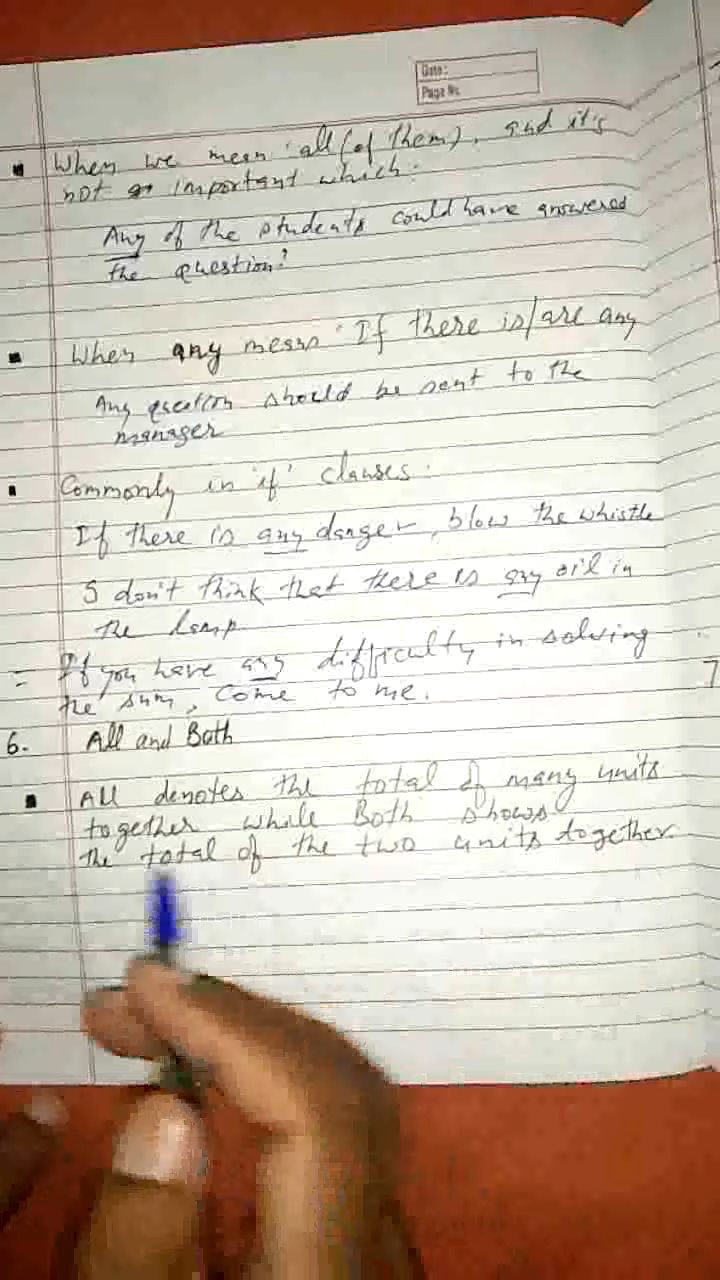 Date:
Page No.
When we mean 'all (of them), and it's
not important which.
Any of the students could have answered
the question?
When any means 'If there is/are any
Any question should be sent to the
manager
Commonly in 'if' clauses.
If there is any danger, blow the whistle
I don't think that there is any oil in
the lamp
= If you have any difficulty in solving
the sum, come to me.
6. All and Both
All denotes the total of many units
together while Both shows
the total of the two units together.